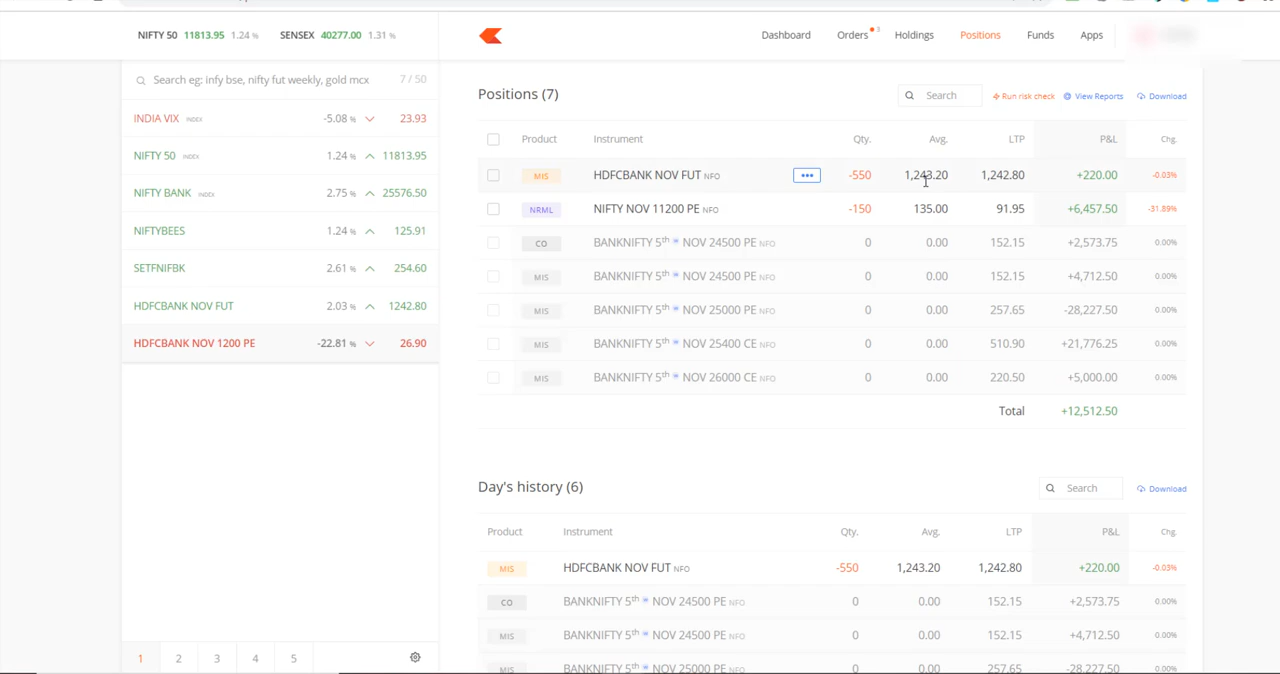 NIFTY 50 11813.95 1.24 % SENSEX 40277.00 1.31 %
Dashboard Orders 3 Holdings Positions Funds Apps
Search eg: infy bse, nifty fut weekly, gold mcx 7 / 50
INDIA VIX INDEX -5.08 % 23.93
NIFTY 50 INDEX 1.24 % 11813.95
NIFTY BANK INDEX 2.75 % 25576.50
NIFTYBEES 1.24 % 125.91
SETFNIFBK 2.61 % 254.60
HDFCBANK NOV FUT 2.03 % 1242.80
HDFCBANK NOV 1200 PE -22.81 % 26.90
1 2 3 4 5
Positions (7) Search Run risk check View Reports Download
Product Instrument Qty. Avg. LTP P&L Chg.
MIS HDFCBANK NOV FUT NFO ••• -550 1,243.20 1,242.80 +220.00 -0.03%
NRML NIFTY NOV 11200 PE NFO -150 135.00 91.95 +6,457.50 -31.89%
CO BANKNIFTY 5th NOV 24500 PE NFO 0 0.00 152.15 +2,573.75 0.00%
MIS BANKNIFTY 5th NOV 24500 PE NFO 0 0.00 152.15 +4,712.50 0.00%
MIS BANKNIFTY 5th NOV 25000 PE NFO 0 0.00 257.65 -28,227.50 0.00%
MIS BANKNIFTY 5th NOV 25400 CE NFO 0 0.00 510.90 +21,776.25 0.00%
MIS BANKNIFTY 5th NOV 26000 CE NFO 0 0.00 220.50 +5,000.00 0.00%
Total +12,512.50
Day's history (6) Search Download
Product Instrument Qty. Avg. LTP P&L Chg.
MIS HDFCBANK NOV FUT NFO -550 1,243.20 1,242.80 +220.00 -0.03%
CO BANKNIFTY 5th NOV 24500 PE NFO 0 0.00 152.15 +2,573.75 0.00%
MIS BANKNIFTY 5th NOV 24500 PE NFO 0 0.00 152.15 +4,712.50 0.00%
MIS BANKNIFTY 5th NOV 25000 PE NFO 0 0.00 257.65 -28,227.50 0.00%